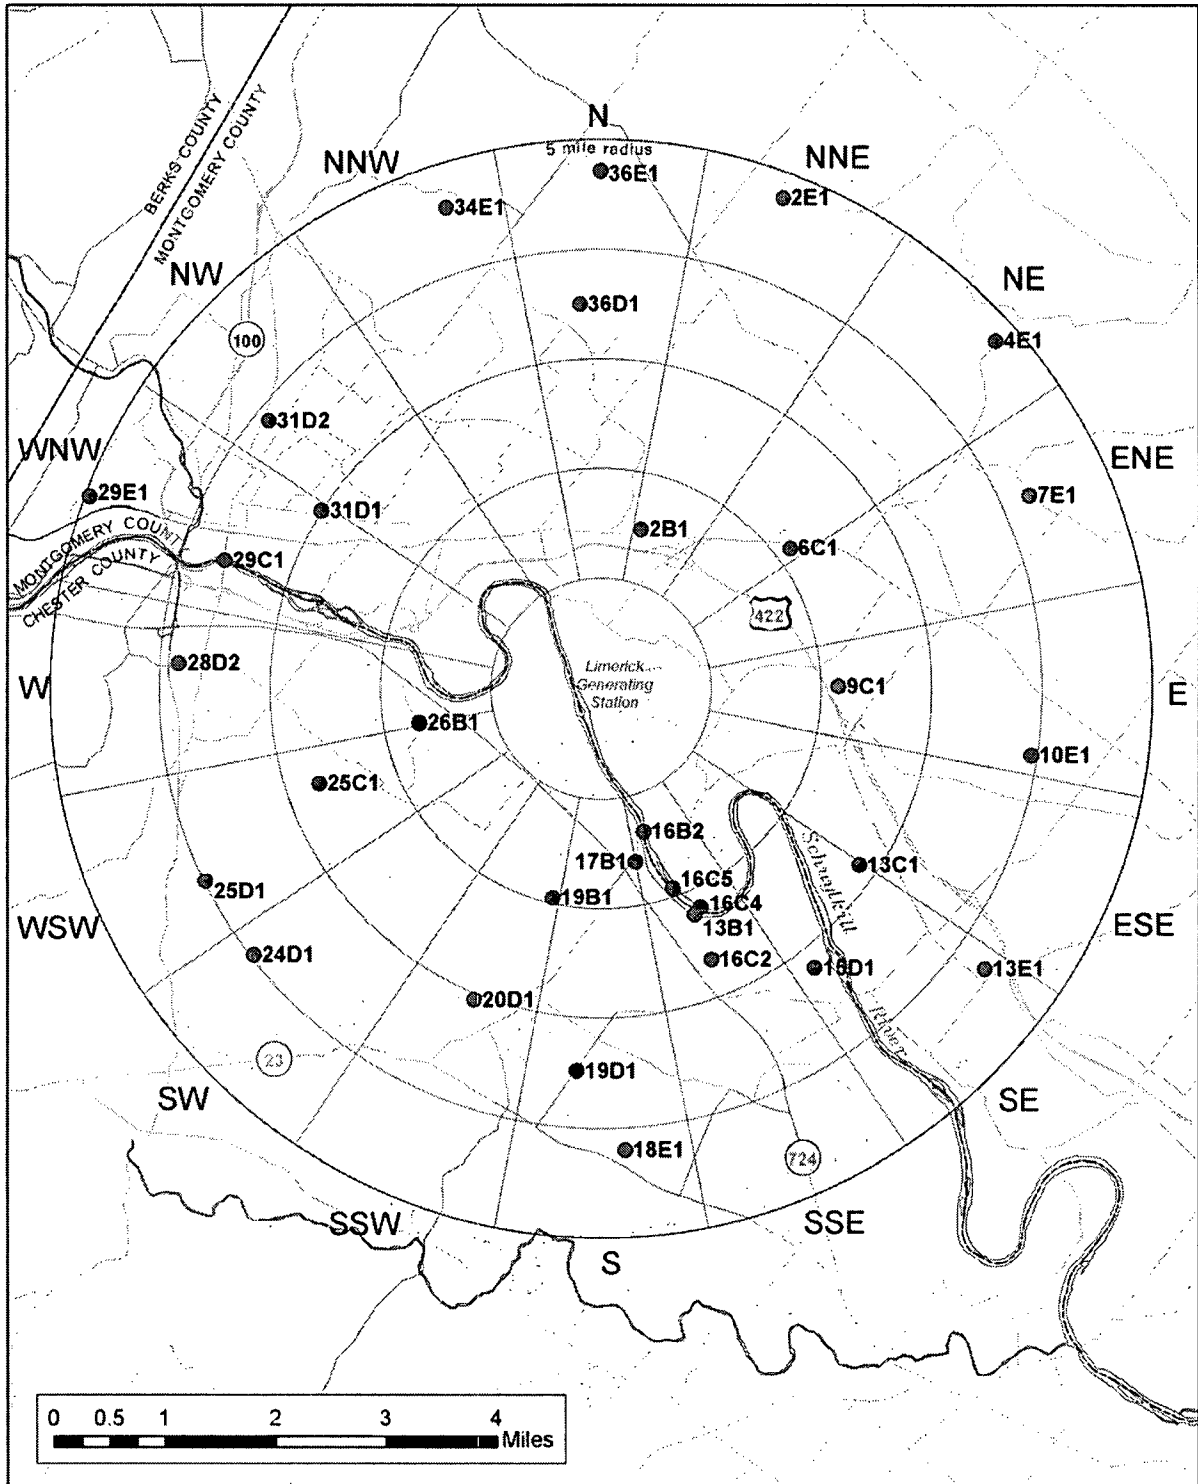 N
5 mile radius
NNW
NNE
36E1
2E1
34E1
BERKS COUNTY
MONTGOMERY COUNTY
NW
NE
36D1
100
4E1
31D2
WNW
ENE
29E1
7E1
31D1
2B1
MONTGOMERY COUNTY
CHESTER COUNTY
29C1
6C1
422
Limerick
Generating
Station
28D2
W
9C1
E
26B1
10E1
25C1
16B2
17B1
13C1
Schuylkill
River
25D1
16C5
19B1
16C4
13B1
WSW
ESE
24D1
16C2
15D1
13E1
20D1
23
19D1
SW
SE
18E1
724
SSW
SSE
S
0 0.5 1 2 3 4
Miles